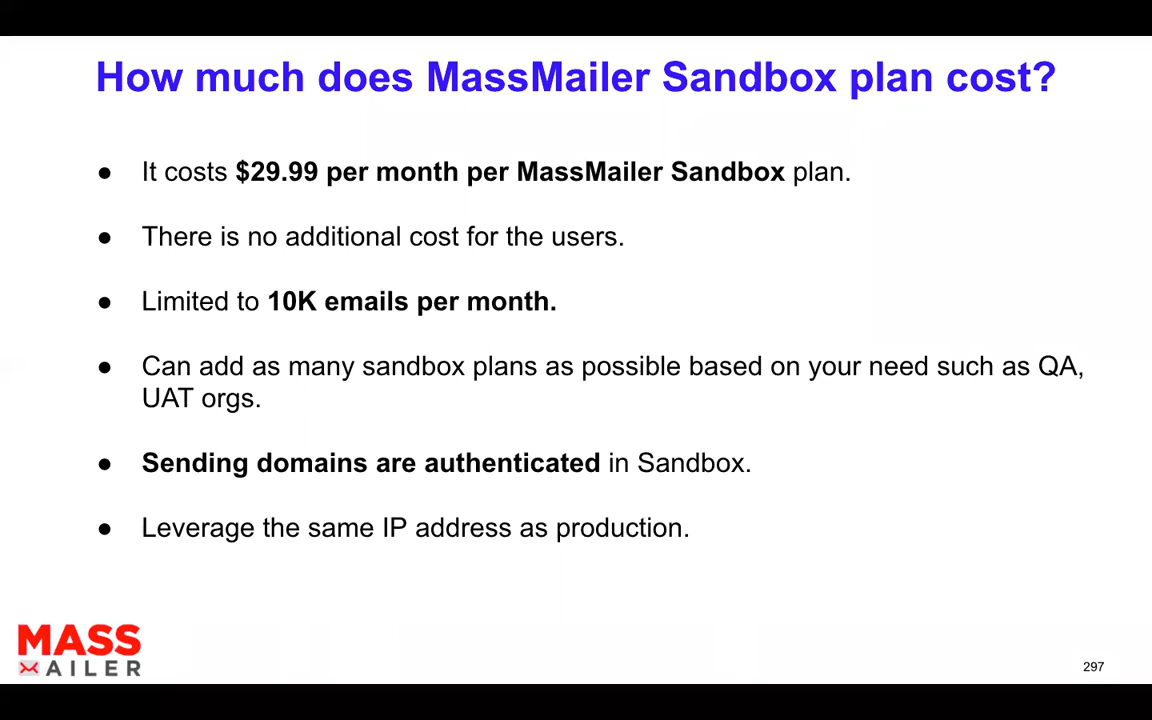 How much does MassMailer Sandbox plan cost?
● It costs $29.99 per month per MassMailer Sandbox plan.
● There is no additional cost for the users.
● Limited to 10K emails per month.
● Can add as many sandbox plans as possible based on your need such as QA,
UAT orgs.
● Sending domains are authenticated in Sandbox.
● Leverage the same IP address as production.
MASS
MAILER
297